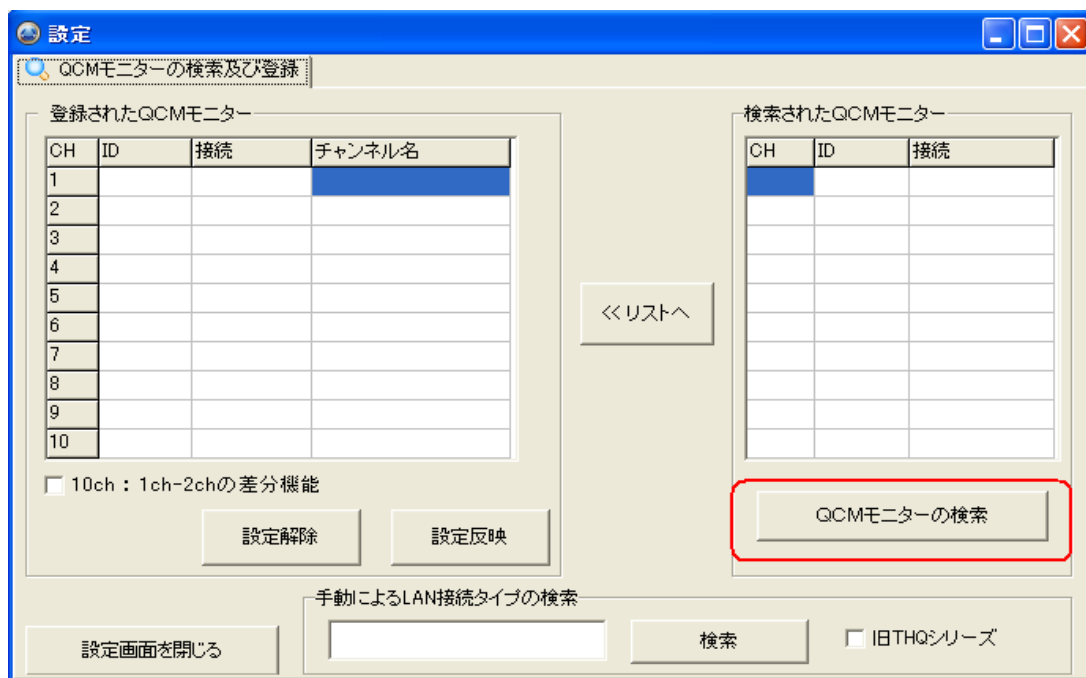 設定
QCMモニターの検索及び登録
登録されたQCMモニター
CH ID 接続 チャンネル名
1
2
3
4
5
6
7
8
9
10
10ch：1ch-2chの差分機能
設定解除 設定反映
<<リストへ
検索されたQCMモニター
CH ID 接続
QCMモニターの検索
設定画面を閉じる
手動によるLAN接続タイプの検索
検索
旧THQシリーズ